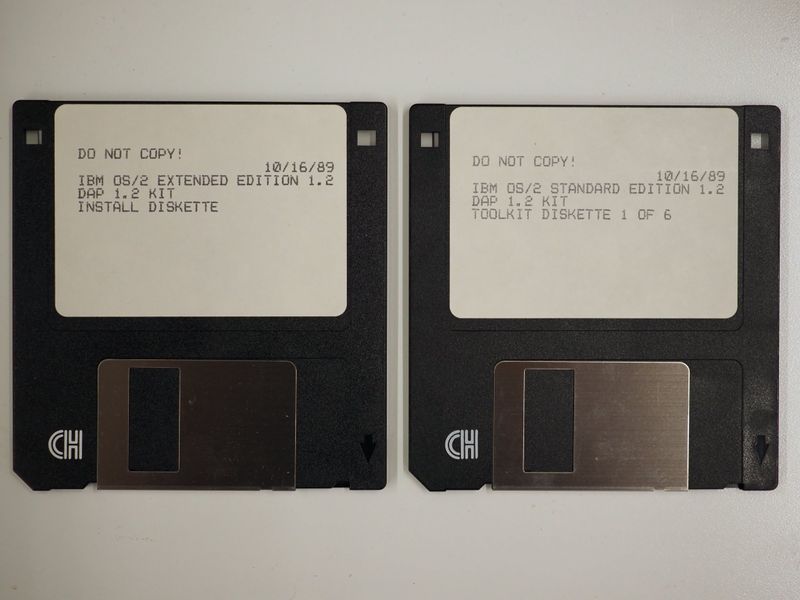 DO NOT COPY!
10/16/89
IBM OS/2 EXTENDED EDITION 1.2
DAP 1.2 KIT
INSTALL DISKETTE
CH
DO NOT COPY!
10/16/89
IBM OS/2 STANDARD EDITION 1.2
DAP 1.2 KIT
TOOLKIT DISKETTE 1 OF 6
CH